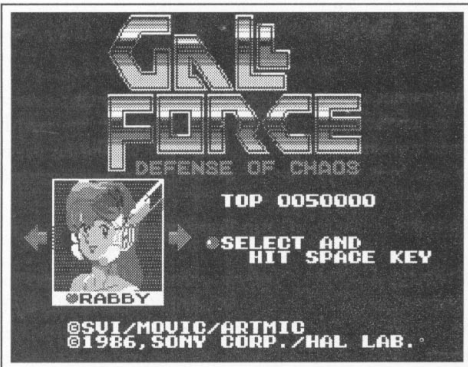 GALL
FORCE
DEFENSE OF CHAOS
TOP 0050000
SELECT AND
HIT SPACE KEY
RABBY
©SVI/MOVIC/ARTMIC
©1986,SONY CORP./HAL LAB.